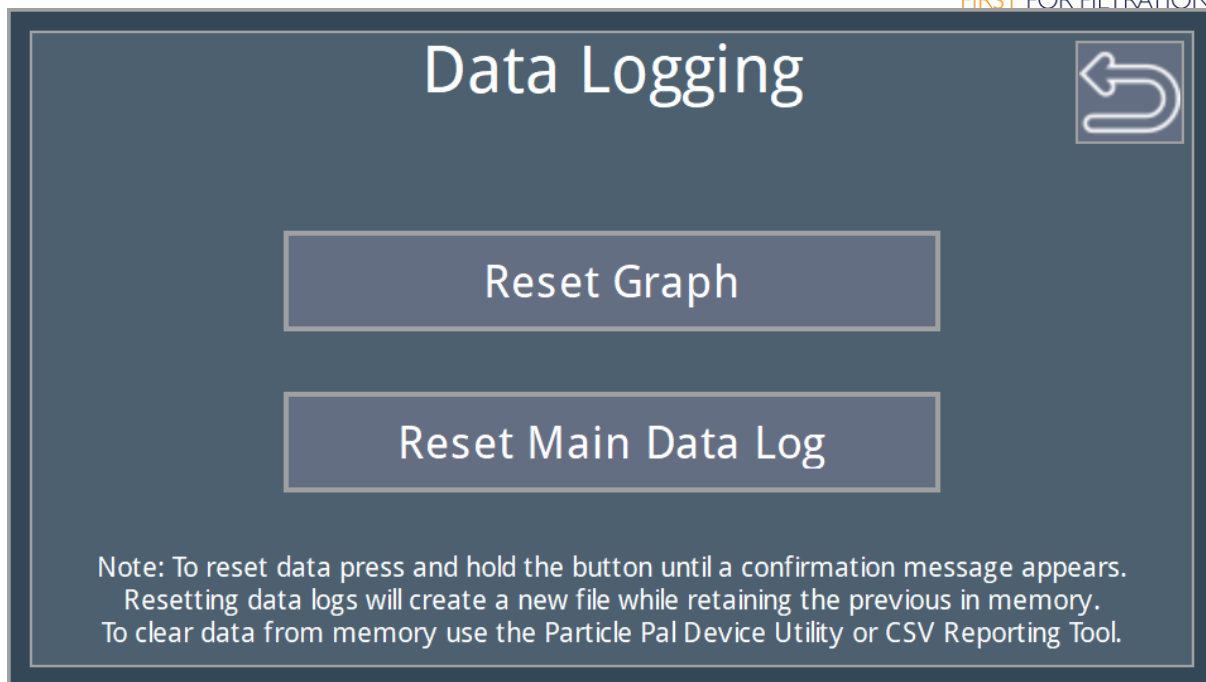 FIRST FOR FILTRATION
Data Logging
Reset Graph
Reset Main Data Log
Note: To reset data press and hold the button until a confirmation message appears.
Resetting data logs will create a new file while retaining the previous in memory.
To clear data from memory use the Particle Pal Device Utility or CSV Reporting Tool.